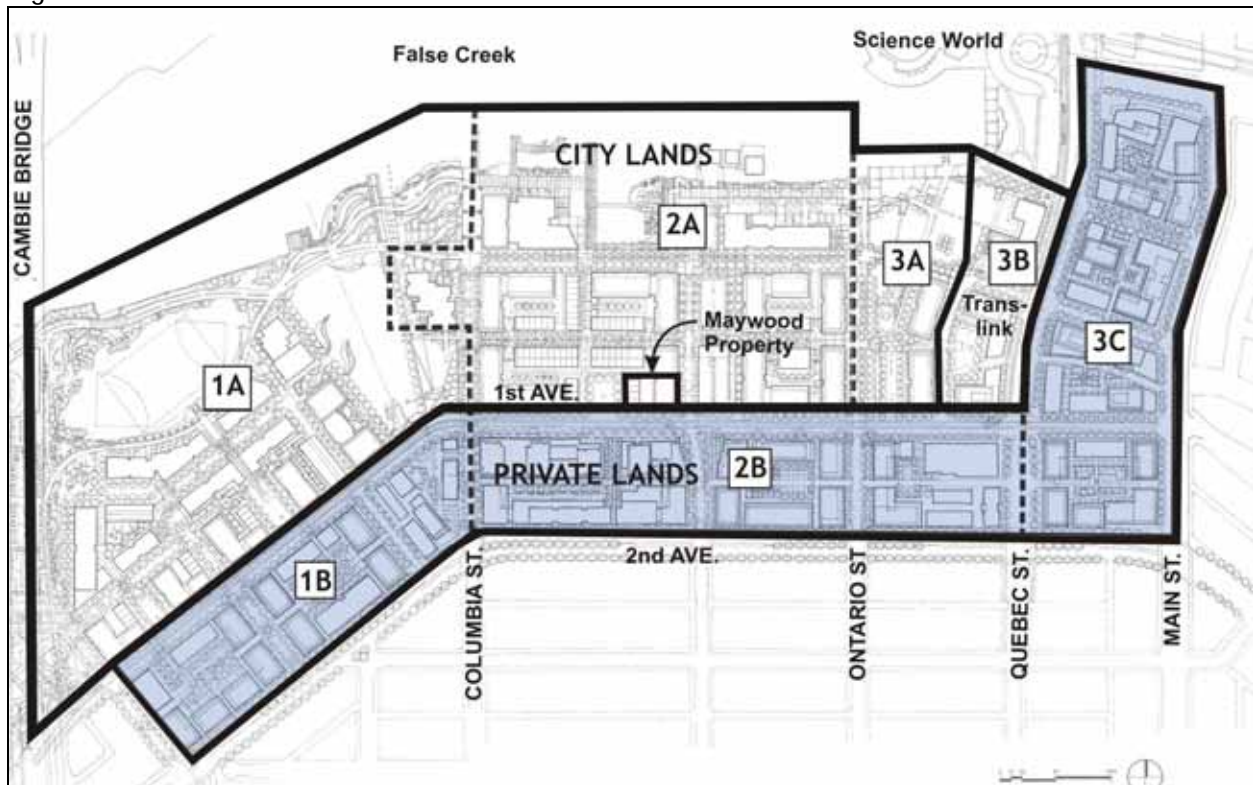 False Creek
Science World
CAMBIE BRIDGE
CITY LANDS
2A
3A
3B
Trans-
link
Maywood
Property
3C
1A
1st AVE.
PRIVATE LANDS
2B
1B
2nd AVE.
COLUMBIA ST.
ONTARIO ST
QUEBEC ST.
MAIN ST.